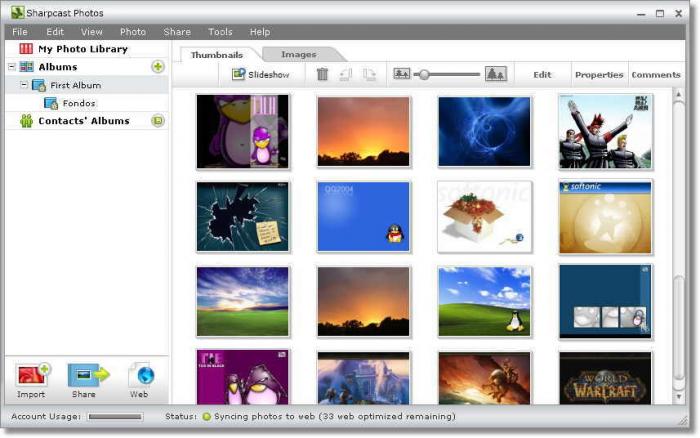 Sharpcast Photos
File Edit View Photo Share Tools Help
My Photo Library
Albums
First Album
Fondos
Contacts' Albums
Thumbnails Images
Slideshow Edit Properties Comments
QQ2004
softonic
softonic
WORLD
WARCRAFT
Import Share Web
Account Usage: Status: Syncing photos to web (33 web optimized remaining)